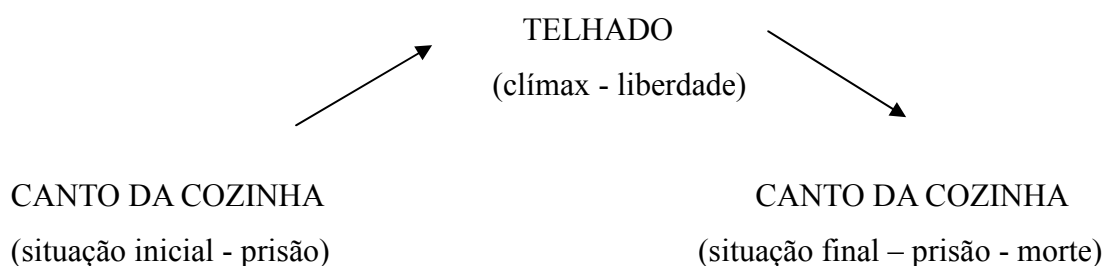 TELHADO
(clímax - liberdade)
CANTO DA COZINHA
(situação inicial - prisão)
CANTO DA COZINHA
(situação final – prisão - morte)